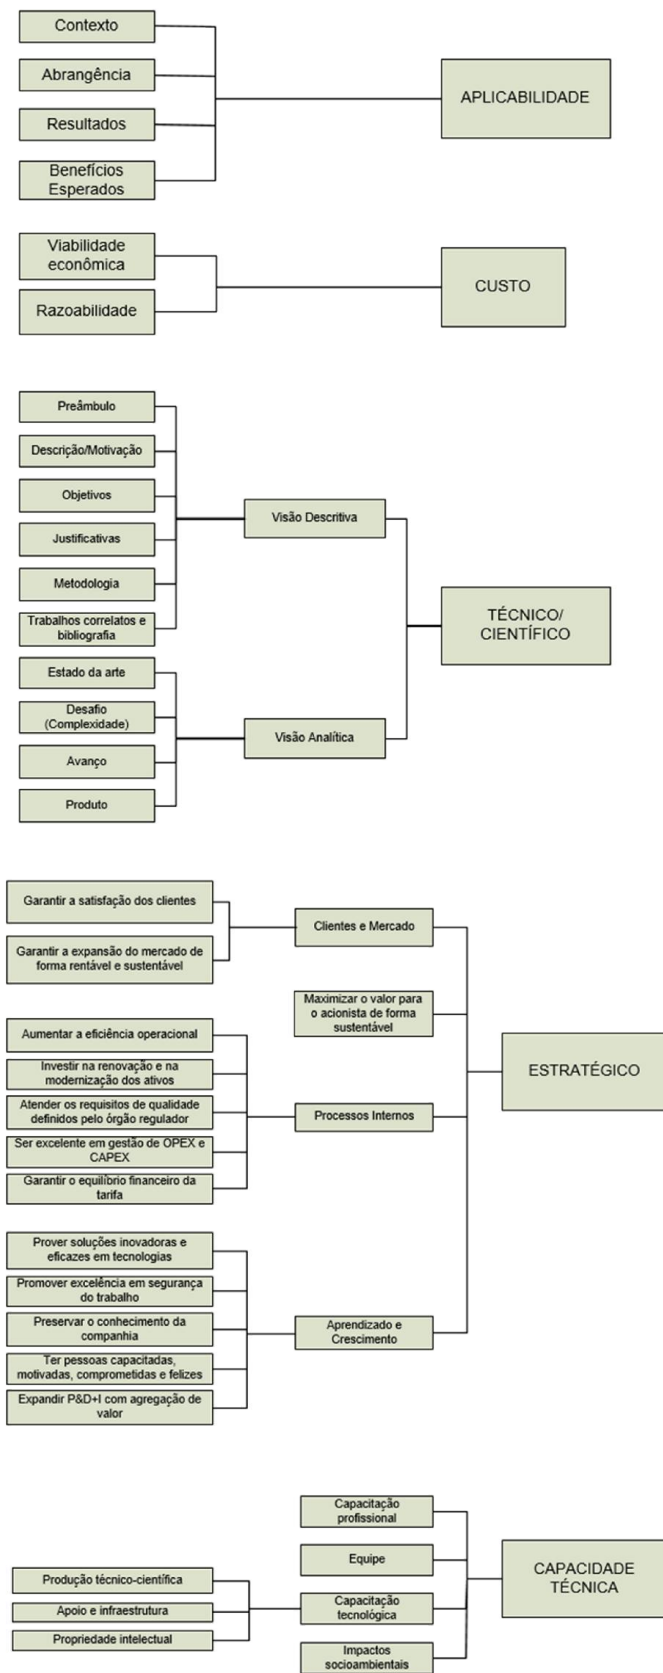 Contexto
Abrangência
Resultados
Benefícios
Esperados
APLICABILIDADE
Viabilidade
econômica
Razoabilidade
CUSTO
Preâmbulo
Descrição/Motivação
Objetivos
Justificativas
Metodologia
Trabalhos correlatos e
bibliografia
Visão Descritiva
Estado da arte
Desafio
(Complexidade)
Avanço
Produto
Visão Analítica
TÉCNICO/
CIENTÍFICO
Garantir a satisfação dos clientes
Garantir a expansão do mercado de
forma rentável e sustentável
Clientes e Mercado
Maximizar o valor para
o acionista de forma
sustentável
Aumentar a eficiência operacional
Investir na renovação e na
modernização dos ativos
Atender os requisitos de qualidade
definidos pelo órgão regulador
Ser excelente em gestão de OPEX e
CAPEX
Garantir o equilíbrio financeiro da
tarifa
Processos Internos
Prover soluções inovadoras e
eficazes em tecnologias
Promover excelência em segurança
do trabalho
Preservar o conhecimento da
companhia
Ter pessoas capacitadas,
motivadas, comprometidas e felizes
Expandir P&D+I com agregação de
valor
Aprendizado e
Crescimento
ESTRATÉGICO
Capacitação
profissional
Equipe
Produção técnico-científica
Apoio e infraestrutura
Propriedade intelectual
Capacitação
tecnológica
Impactos
socioambientais
CAPACIDADE
TÉCNICA